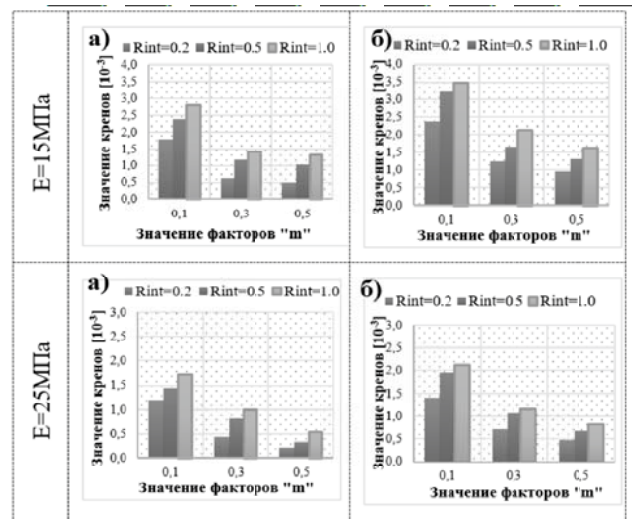 E=15МПа
а)
Rint=0.2 Rint=0.5 Rint=1.0
Значение кренов [10⁻³]
4,0
3,5
3,0
2,5
2,0
1,5
1,0
0,5
0,0
0,1 0,3 0,5
Значение факторов "m"
б)
Rint=0.2 Rint=0.5 Rint=1.0
Значение кренов [10⁻³]
4,0
3,5
3,0
2,5
2,0
1,5
1,0
0,5
0,0
0,1 0,3 0,5
Значение факторов "m"
E=25МПа
а)
Rint=0.2 Rint=0.5 Rint=1.0
Значение кренов [10⁻³]
3,0
2,5
2,0
1,5
1,0
0,5
0,0
0,1 0,3 0,5
Значение факторов "m"
б)
Rint=0.2 Rint=0.5 Rint=1.0
Значение кренов [10⁻³]
3,0
2,5
2,0
1,5
1,0
0,5
0,0
0,1 0,3 0,5
Значение факторов "m"